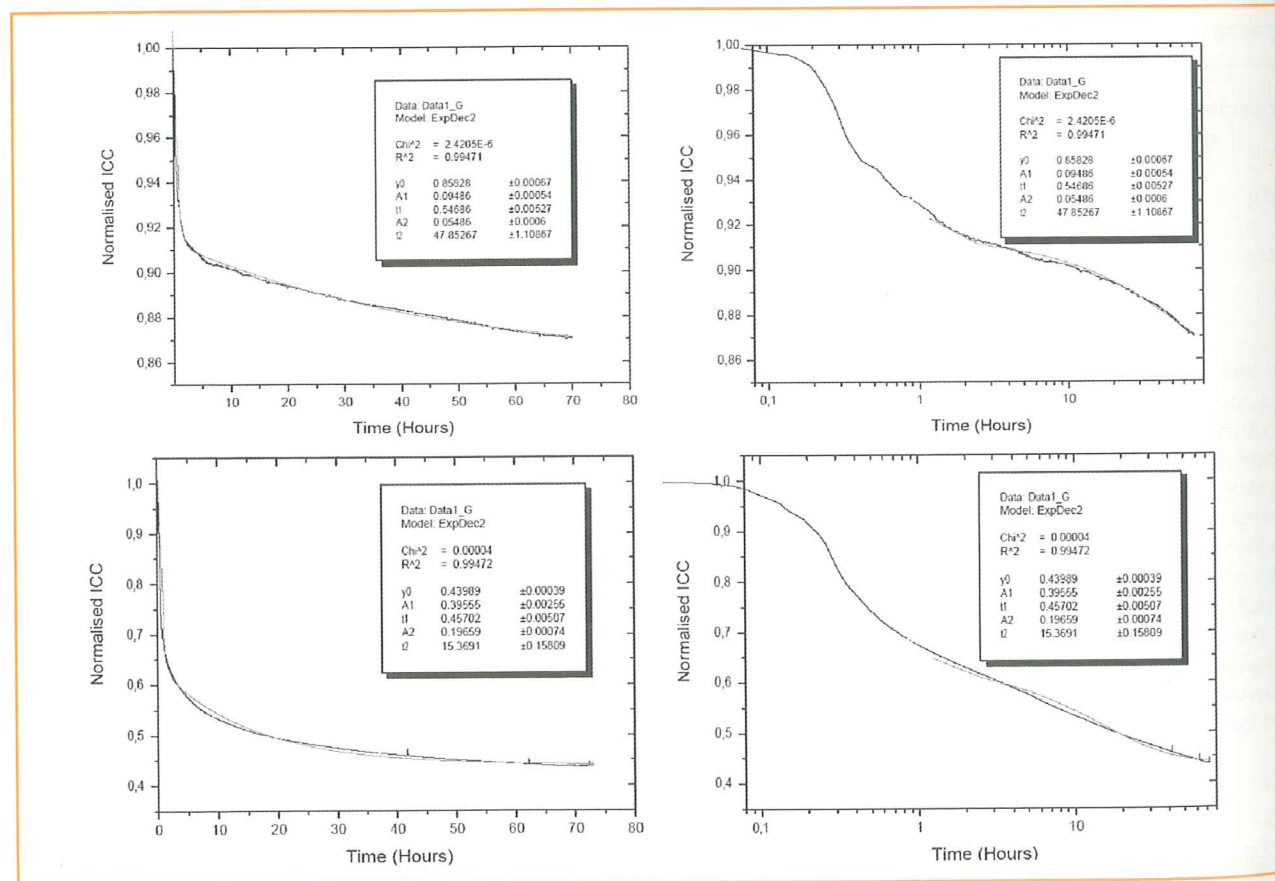 1,00
0,98
0,96
0,94
0,92
0,90
0,88
0,86
Normalised ICC
10 20 30 40 50 60 70 80
Time (Hours)
Data: Data1_G
Model: ExpDec2
Chi^2 = 2.4205E-6
R^2 = 0.99471
y0 0.85828 ±0.00067
A1 0.09486 ±0.00054
t1 0.54686 ±0.00527
A2 0.05486 ±0.0006
t2 47.85267 ±1.10867
1,00
0,98
0,96
0,94
0,92
0,90
0,88
0,86
Normalised ICC
0,1 1 10
Time (Hours)
Data: Data1_G
Model: ExpDec2
Chi^2 = 2.4205E-6
R^2 = 0.99471
y0 0.85828 ±0.00067
A1 0.09486 ±0.00054
t1 0.54686 ±0.00527
A2 0.05486 ±0.0006
t2 47.85267 ±1.10867
1,0
0,9
0,8
0,7
0,6
0,5
0,4
Normalised ICC
0 10 20 30 40 50 60 70 80
Time (Hours)
Data: Data1_G
Model: ExpDec2
Chi^2 = 0.00004
R^2 = 0.99472
y0 0.43989 ±0.00039
A1 0.39555 ±0.00255
t1 0.45702 ±0.00507
A2 0.19659 ±0.00074
t2 15.3691 ±0.15809
1,0
0,9
0,8
0,7
0,6
0,5
0,4
Normalised ICC
0,1 1 10
Time (Hours)
Data: Data1_G
Model: ExpDec2
Chi^2 = 0.00004
R^2 = 0.99472
y0 0.43989 ±0.00039
A1 0.39555 ±0.00255
t1 0.45702 ±0.00507
A2 0.19659 ±0.00074
t2 15.3691 ±0.15809